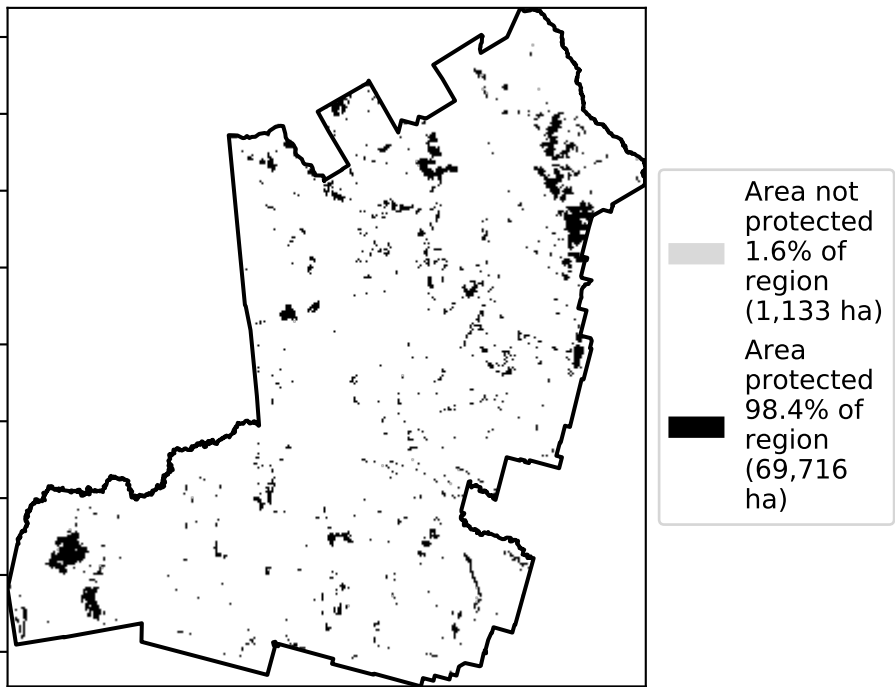 Area not
protected
1.6% of
region
(1,133 ha)
Area
protected
98.4% of
region
(69,716
ha)